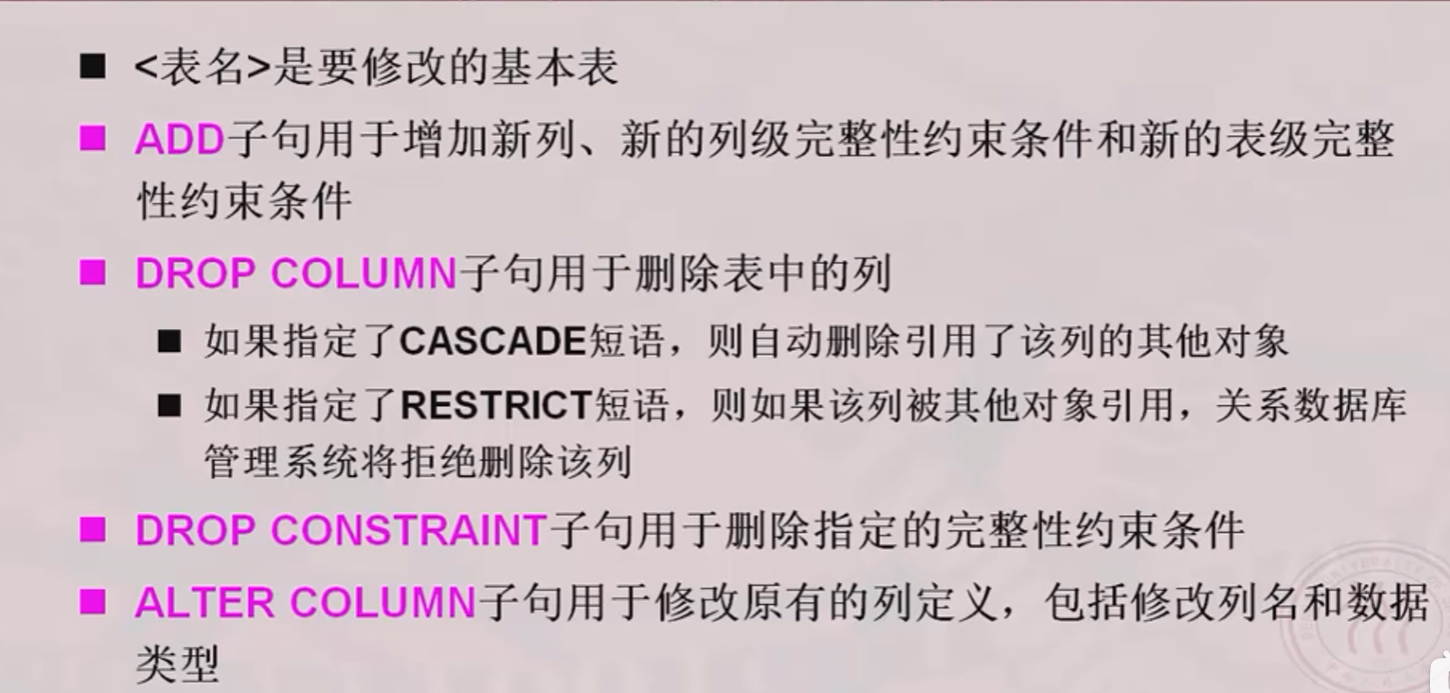 <表名>是要修改的基本表
ADD子句用于增加新列、新的列级完整性约束条件和新的表级完整
性约束条件
DROP COLUMN子句用于删除表中的列
如果指定了CASCADE短语，则自动删除引用了该列的其他对象
如果指定了RESTRICT短语，则如果该列被其他对象引用，关系数据库
管理系统将拒绝删除该列
DROP CONSTRAINT子句用于删除指定的完整性约束条件
ALTER COLUMN子句用于修改原有的列定义，包括修改列名和数据
类型